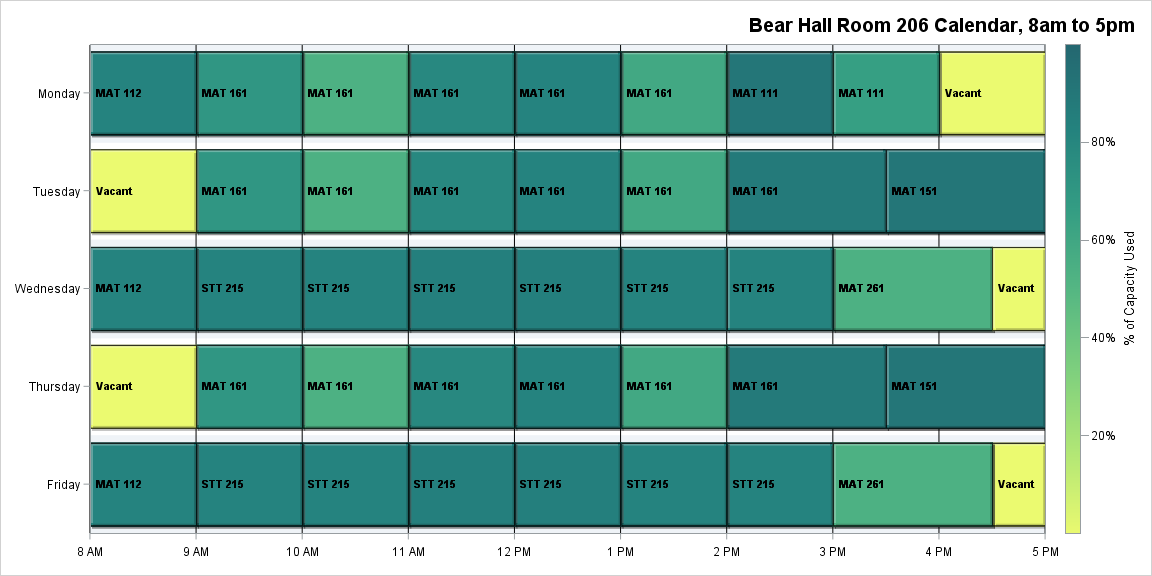 Bear Hall Room 206 Calendar, 8am to 5pm
Monday
MAT 112 MAT 161 MAT 161 MAT 161 MAT 161 MAT 161 MAT 111 MAT 111 Vacant
Tuesday
Vacant MAT 161 MAT 161 MAT 161 MAT 161 MAT 161 MAT 161 MAT 151
Wednesday
MAT 112 STT 215 STT 215 STT 215 STT 215 STT 215 STT 215 MAT 261 Vacant
Thursday
Vacant MAT 161 MAT 161 MAT 161 MAT 161 MAT 161 MAT 161 MAT 151
Friday
MAT 112 STT 215 STT 215 STT 215 STT 215 STT 215 STT 215 MAT 261 Vacant
8 AM 9 AM 10 AM 11 AM 12 PM 1 PM 2 PM 3 PM 4 PM 5 PM
80%
60%
40%
20%
% of Capacity Used